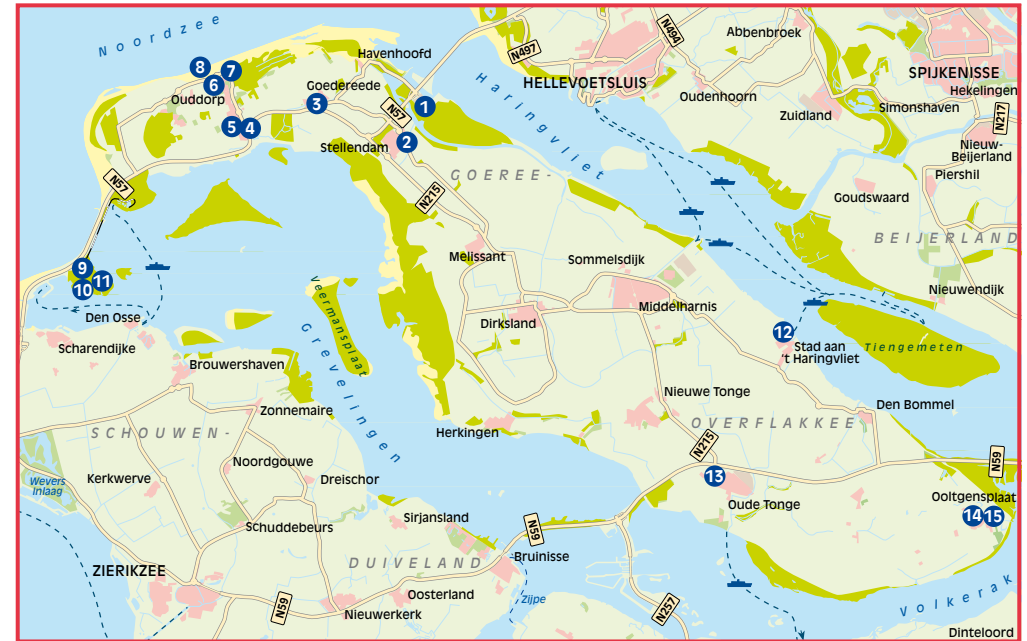 Noordzee
8
7
6
Ouddorp
5
4
3
Goedereede
Havenhoofd
N57
1
2
Stellendam
N497
HELLEVOETSLUIS
Haringvliet
N494
Abbenbroek
Oudenhoorn
Zuidland
SPIJKENISSE
Hekelingen
Simonshaven
N217
Nieuw-
Beijerland
Piershil
Goudswaard
BEIJERLAND
Nieuwendijk
N57
N215
GOEREE-
Melissant
Sommelsdijk
Middelharnis
Dirksland
9
11
10
Den Osse
Scharendijke
Brouwershaven
Veermansplaat
Grevelingen
12
Stad aan
't Haringvliet
Tiengemeten
Den Bommel
Nieuwe Tonge
OVERFLAKKEE
Zonnemaire
SCHOUWEN-
Herkingen
N215
N59
Wevers
Inlaag
Kerkwerve
Noordgouwe
Dreischor
13
Oude Tonge
Ooltgensplaat
14
15
Schuddebeurs
Sirjansland
N59
Bruinisse
DUIVELAND
ZIERIKZEE
Oosterland
Nieuwerkerk
N59
Zijpe
N257
Volkerak
Dinteloord